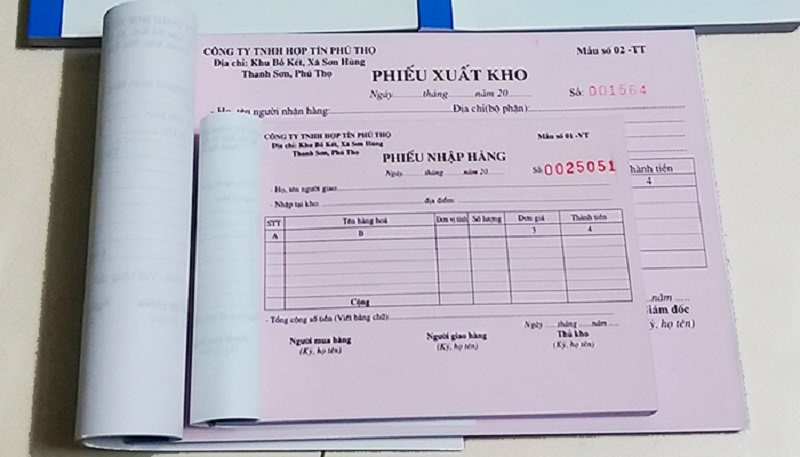 CÔNG TY TNHH HỢP TÍN PHÚ THỌ
Địa chỉ: Khu Bồ Kết, Xã Sơn Hùng
Thanh Sơn, Phú Thọ
Mẫu số 02 -TT
PHIẾU XUẤT KHO
Ngày tháng năm 20
Số: 001564
- Họ, tên người nhận hàng: Địa chỉ(bộ phận):
CÔNG TY TNHH HỢP TÍN PHÚ THỌ
Địa chỉ: Khu Bồ Kết, Xã Sơn Hùng
Thanh Sơn, Phú Thọ
Mẫu số 01 -VT
PHIẾU NHẬP HÀNG
Ngày tháng năm 20
Số: 0025051
- Họ, tên người giao
- Nhập tại kho: địa điểm
STT Tên hàng hoá Đơn vị tính Số lượng Đơn giá Thành tiền
A B 3 4
Cộng
- Tổng cộng số tiền (Viết bằng chữ):
Ngày tháng năm
Người mua hàng Người giao hàng Thủ kho
(Ký, họ tên) (Ký, họ tên) (Ký, họ tên)
hành tiền
4
năm
iám đốc
ý, họ tên)